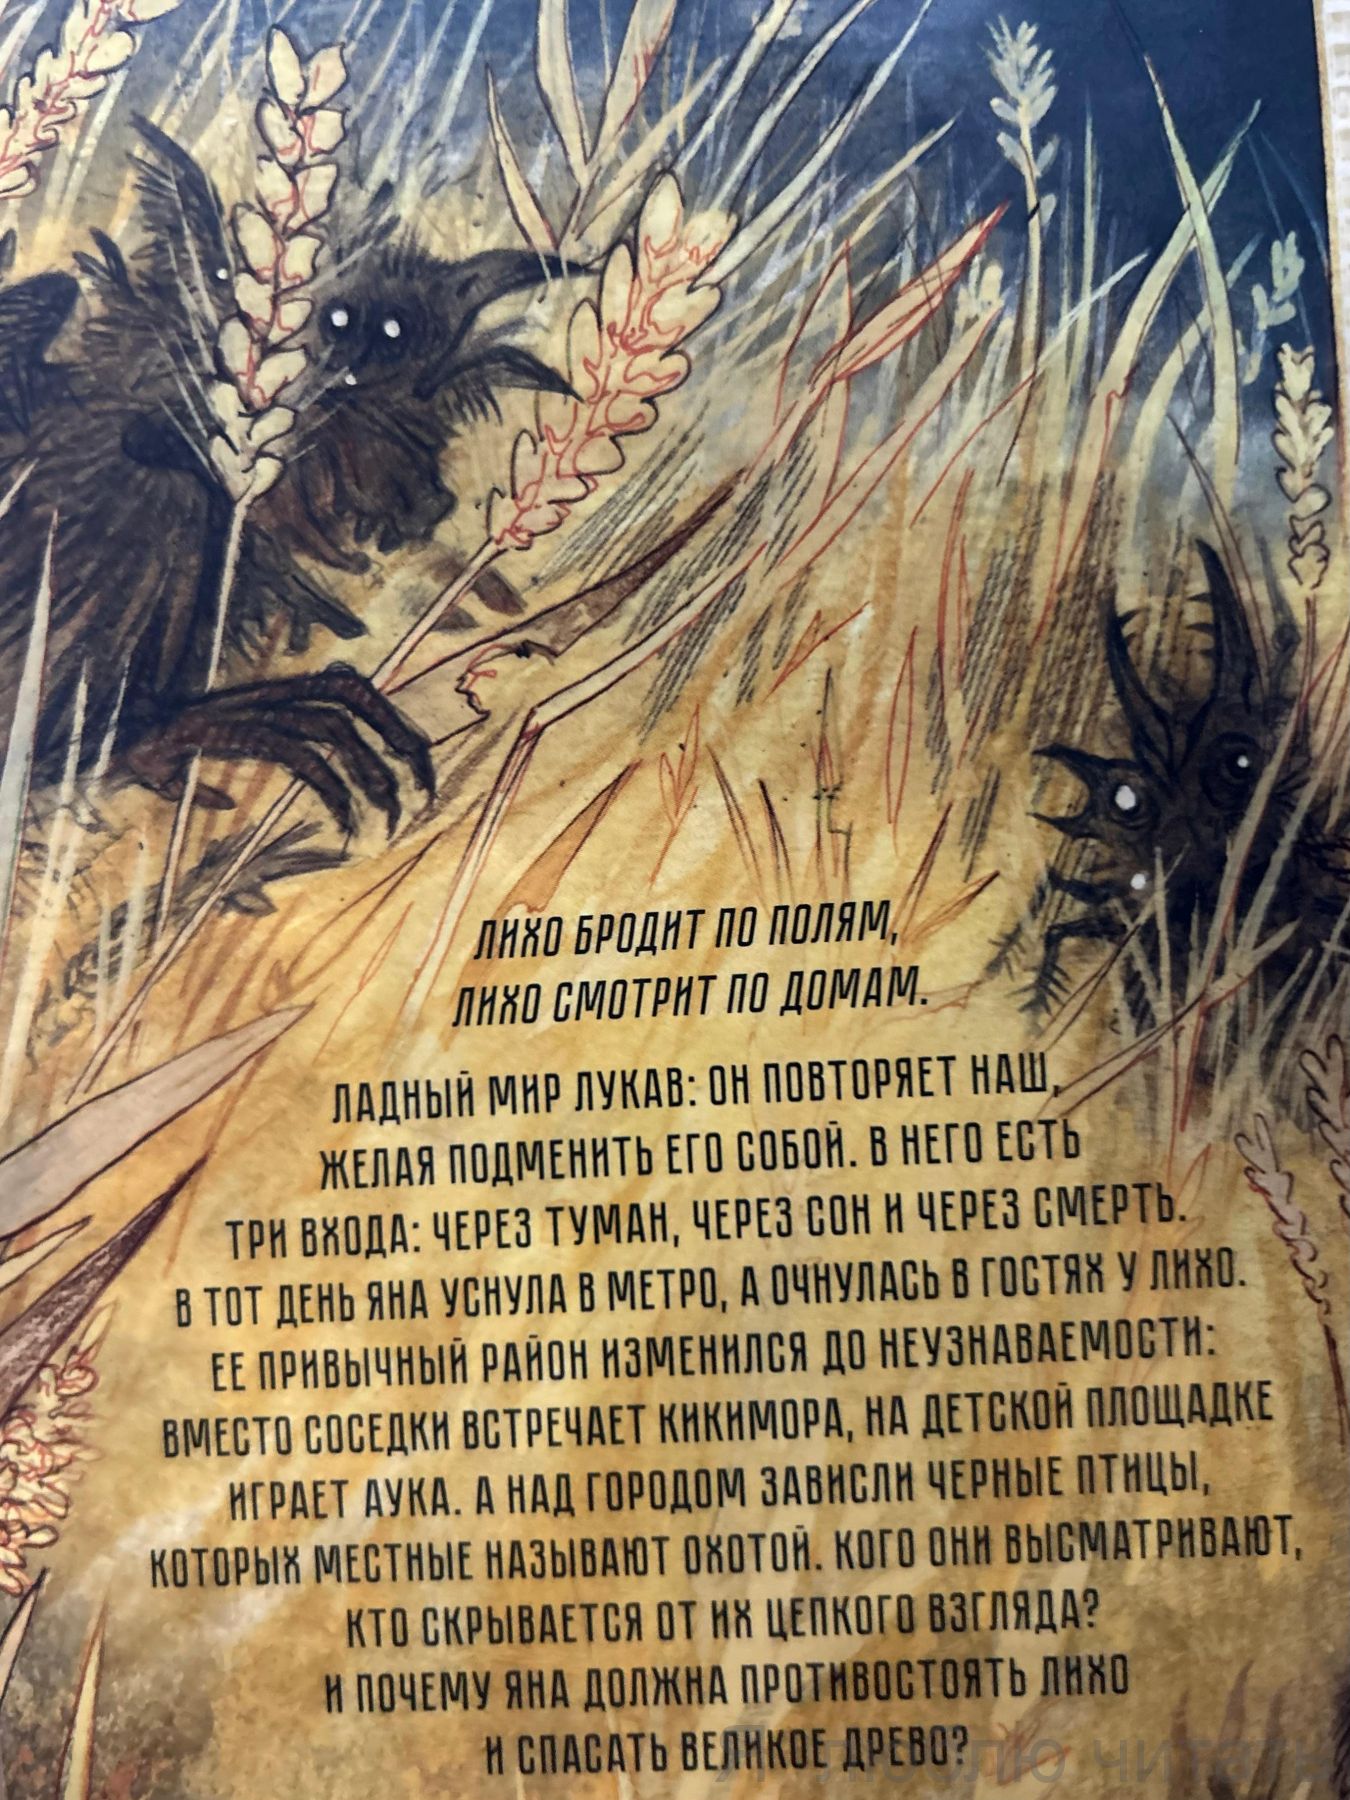 ЛИХО БРОДИТ ПО ПОЛЯМ,
ЛИХО СМОТРИТ ПО ДОМАМ.
ЛАДНЫЙ МИР ЛУКАВ: ОН ПОВТОРЯЕТ НАШ,
ЖЕЛАЯ ПОДМЕНИТЬ ЕГО СОБОЙ. В НЕГО ЕСТЬ
ТРИ ВХОДА: ЧЕРЕЗ ТУМАН, ЧЕРЕЗ СОН И ЧЕРЕЗ СМЕРТЬ.
В ТОТ ДЕНЬ ЯНА УСНУЛА В МЕТРО, А ОЧНУЛАСЬ В ГОСТЯХ У ЛИХО.
ЕЕ ПРИВЫЧНЫЙ РАЙОН ИЗМЕНИЛСЯ ДО НЕУЗНАВАЕМОСТИ:
ВМЕСТО СОСЕДКИ ВСТРЕЧАЕТ КИКИМОРА, НА ДЕТСКОЙ ПЛОЩАДКЕ
ИГРАЕТ АУКА. А НАД ГОРОДОМ ЗАВИСЛИ ЧЕРНЫЕ ПТИЦЫ,
КОТОРЫХ МЕСТНЫЕ НАЗЫВАЮТ ОХОТОЙ. КОГО ОНИ ВЫСМАТРИВАЮТ,
КТО СКРЫВАЕТСЯ ОТ ИХ ЦЕПКОГО ВЗГЛЯДА?
И ПОЧЕМУ ЯНА ДОЛЖНА ПРОТИВОСТОЯТЬ ЛИХО
И СПАСАТЬ ВЕЛИКОЕ ДРЕВО?
Я люблю читать